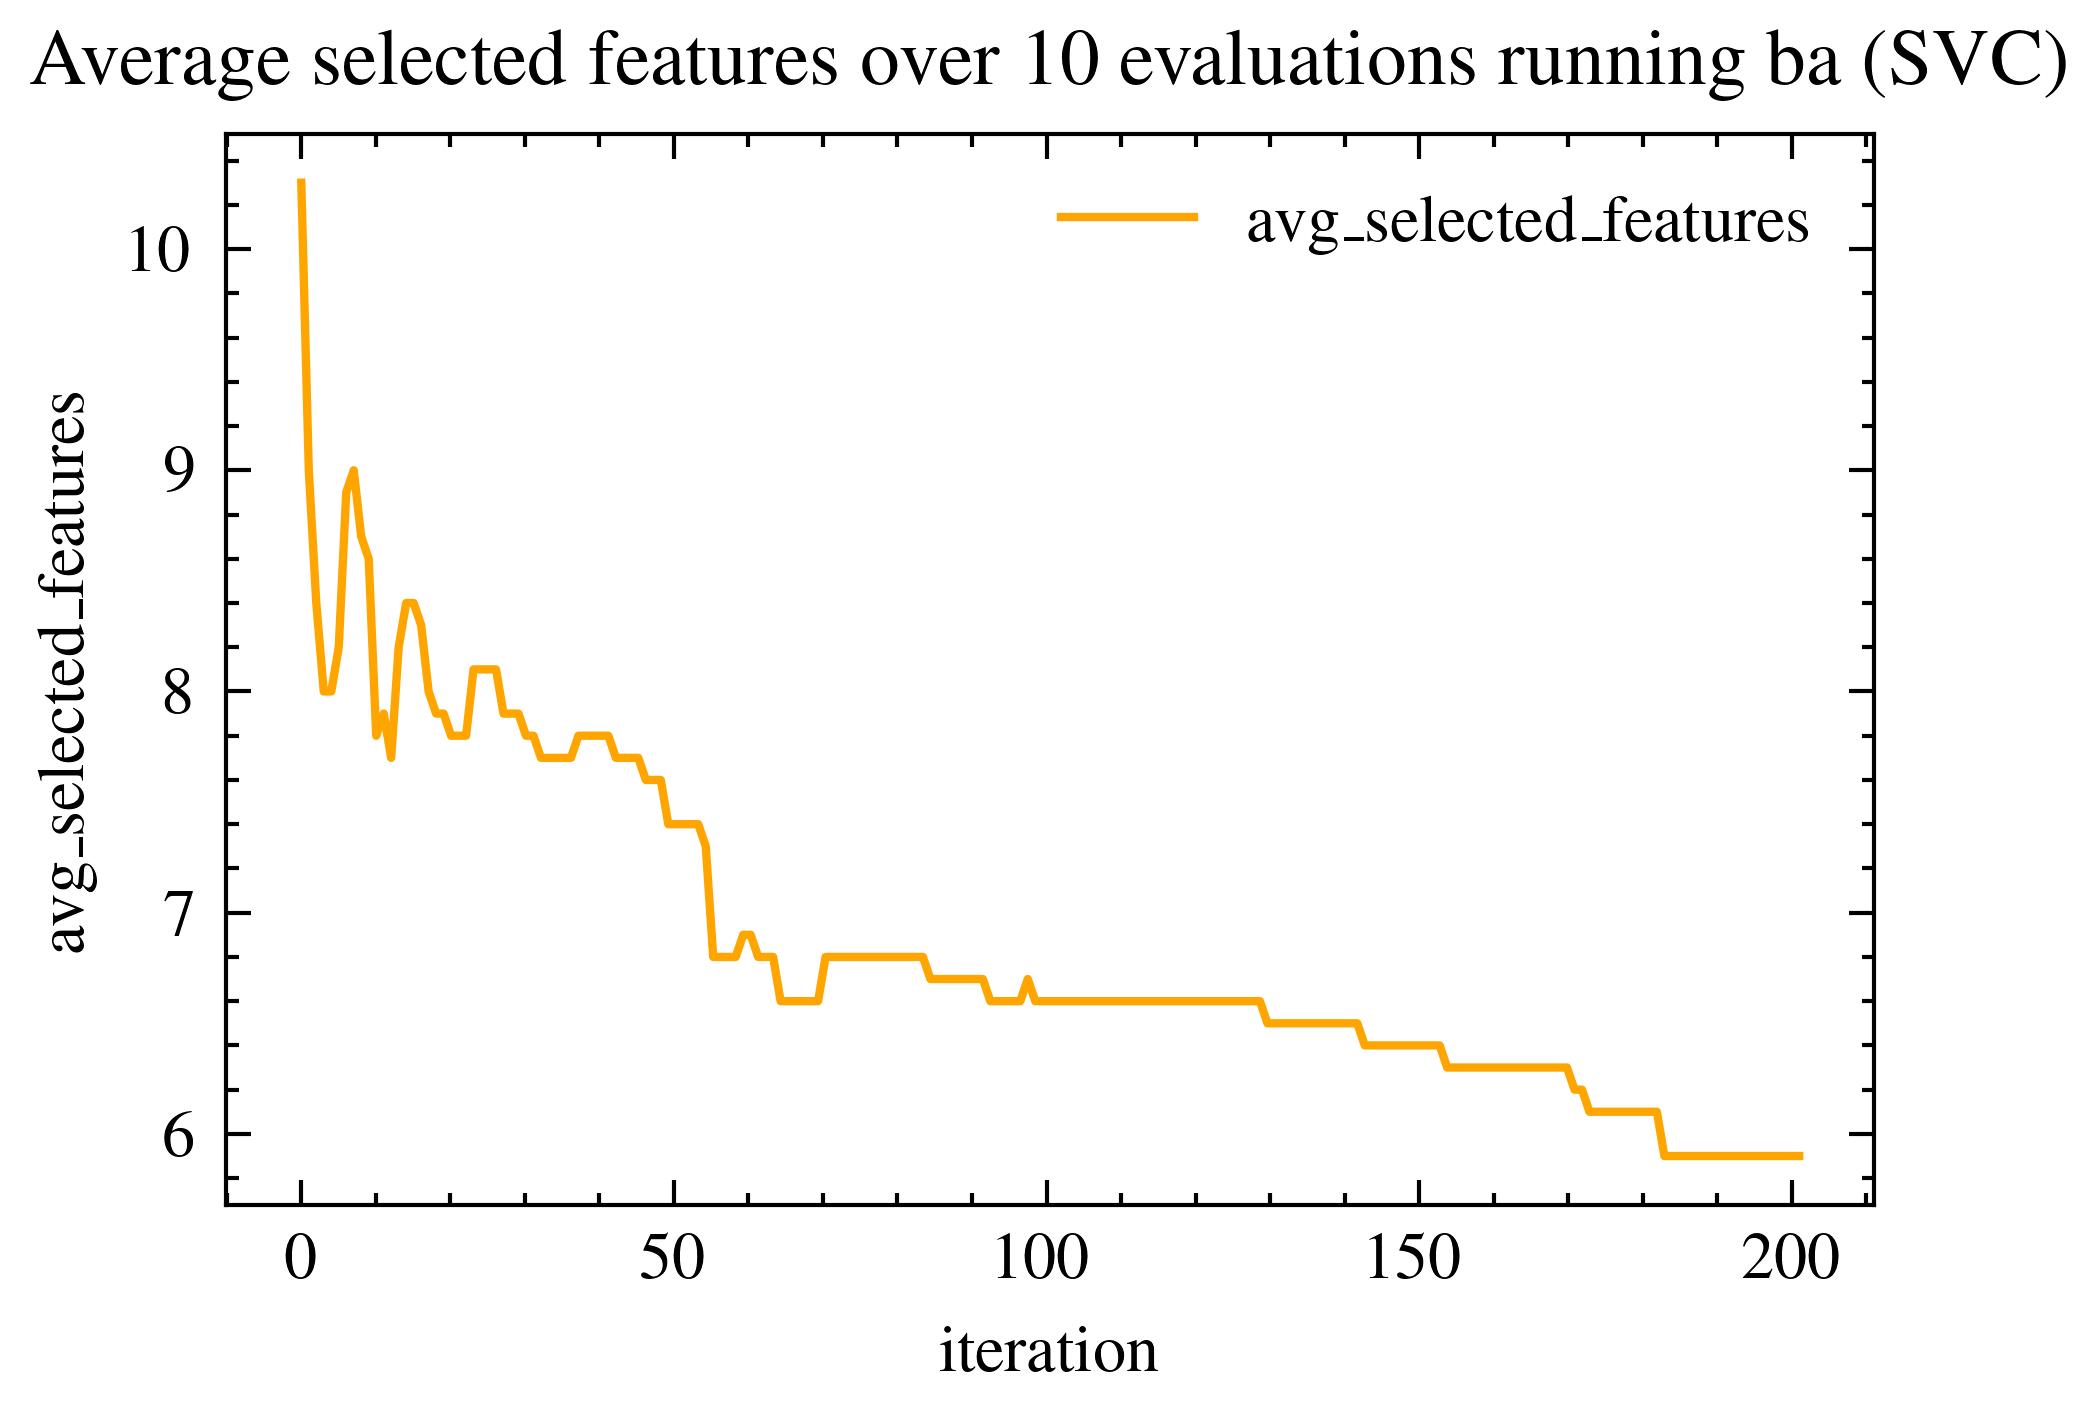 Average selected features over 10 evaluations running ba (SVC)
avg_selected_features
10
9
8
7
6
avg_selected_features
0 50 100 150 200
iteration